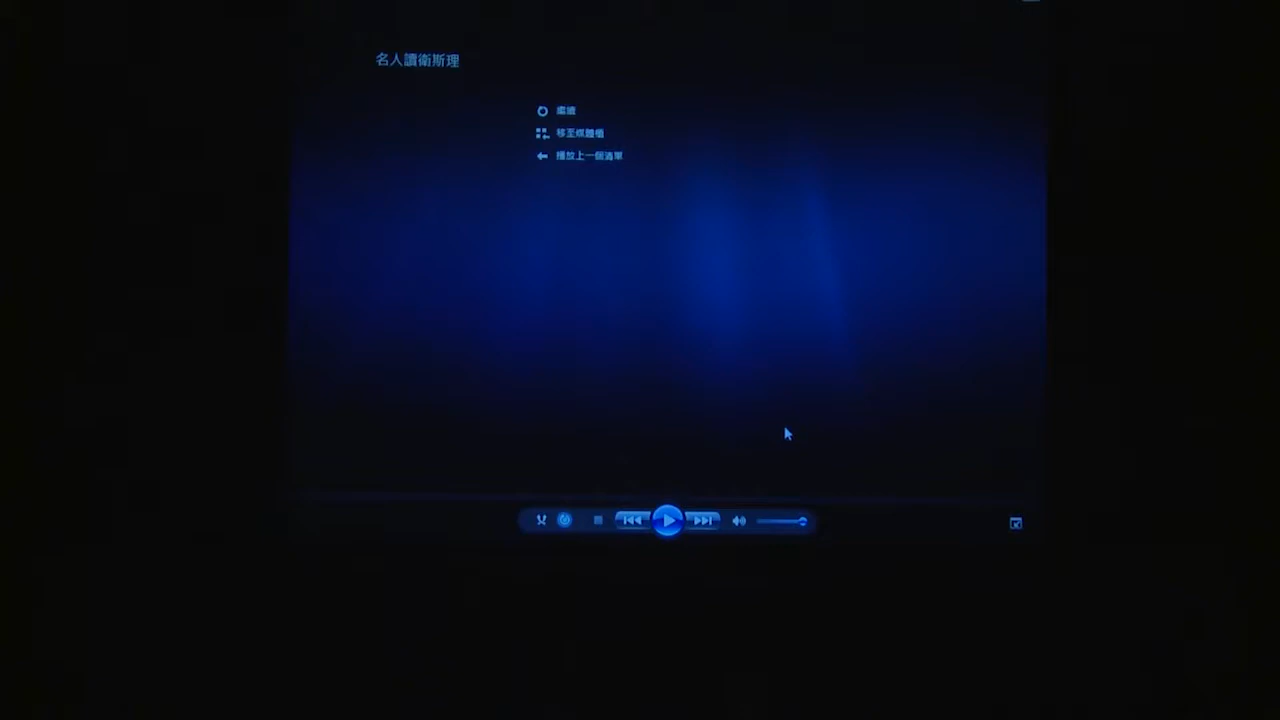 名人讀衛斯理
繼續
移至媒體櫃
播放上一個清單